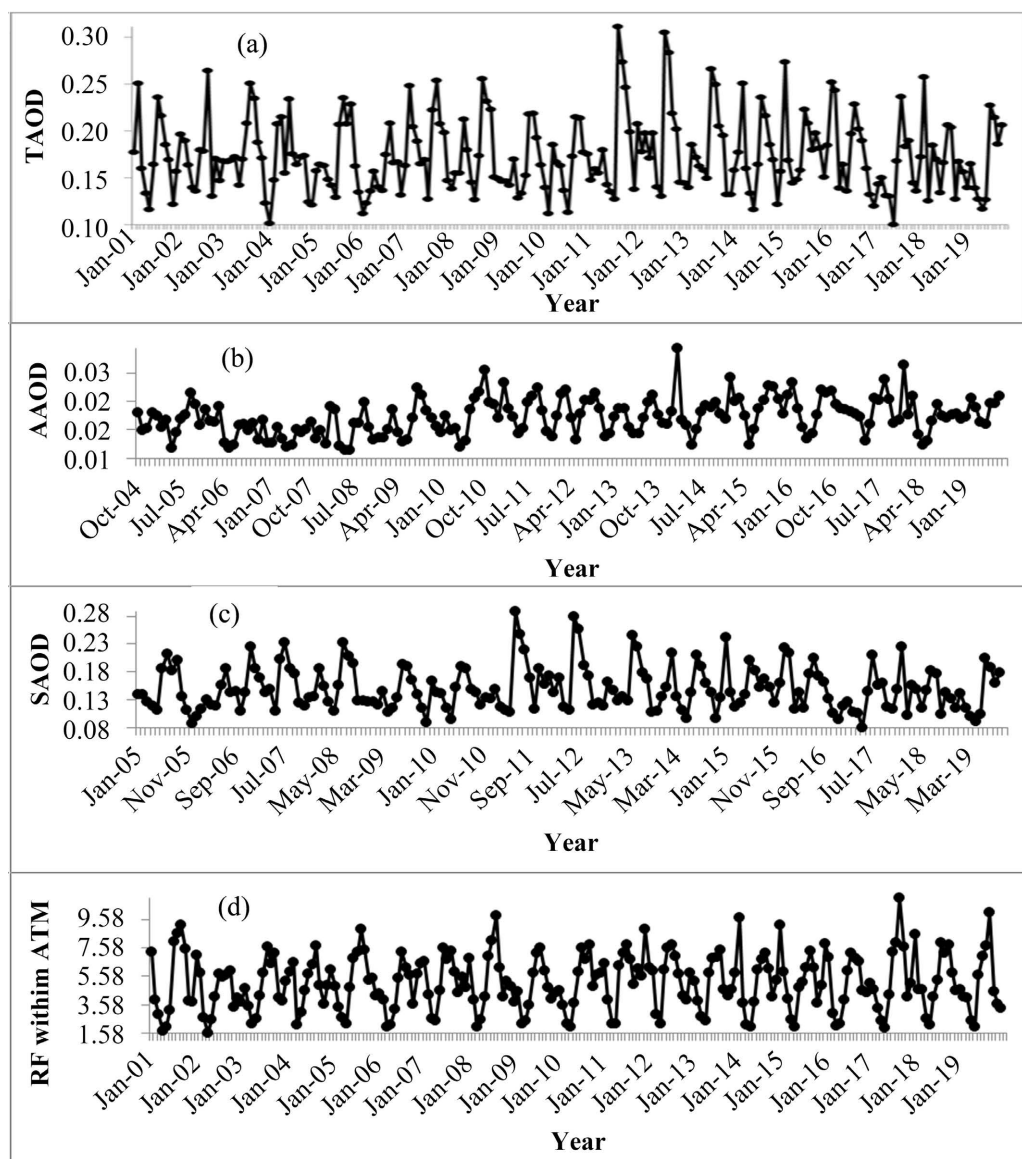 (a)
TAOD
0.30
0.25
0.20
0.15
0.10
Jan-01
Jan-02
Jan-03
Jan-04
Jan-05
Jan-06
Jan-07
Jan-08
Jan-09
Jan-10
Jan-11
Jan-12
Jan-13
Jan-14
Jan-15
Jan-16
Jan-17
Jan-18
Jan-19
Year
(b)
AAOD
0.03
0.02
0.02
0.01
Oct-04
Jul-05
Apr-06
Jan-07
Oct-07
Jul-08
Apr-09
Jan-10
Oct-10
Jul-11
Apr-12
Jan-13
Oct-13
Jul-14
Apr-15
Jan-16
Oct-16
Jul-17
Apr-18
Jan-19
Year
(c)
SAOD
0.28
0.23
0.18
0.13
0.08
Jan-05
Nov-05
Sep-06
Jul-07
May-08
Mar-09
Jan-10
Nov-10
Sep-11
Jul-12
May-13
Mar-14
Jan-15
Nov-15
Sep-16
Jul-17
May-18
Mar-19
Year
(d)
RF within ATM
9.58
7.58
5.58
3.58
1.58
Jan-01
Jan-02
Jan-03
Jan-04
Jan-05
Jan-06
Jan-07
Jan-08
Jan-09
Jan-10
Jan-11
Jan-12
Jan-13
Jan-14
Jan-15
Jan-16
Jan-17
Jan-18
Jan-19
Year